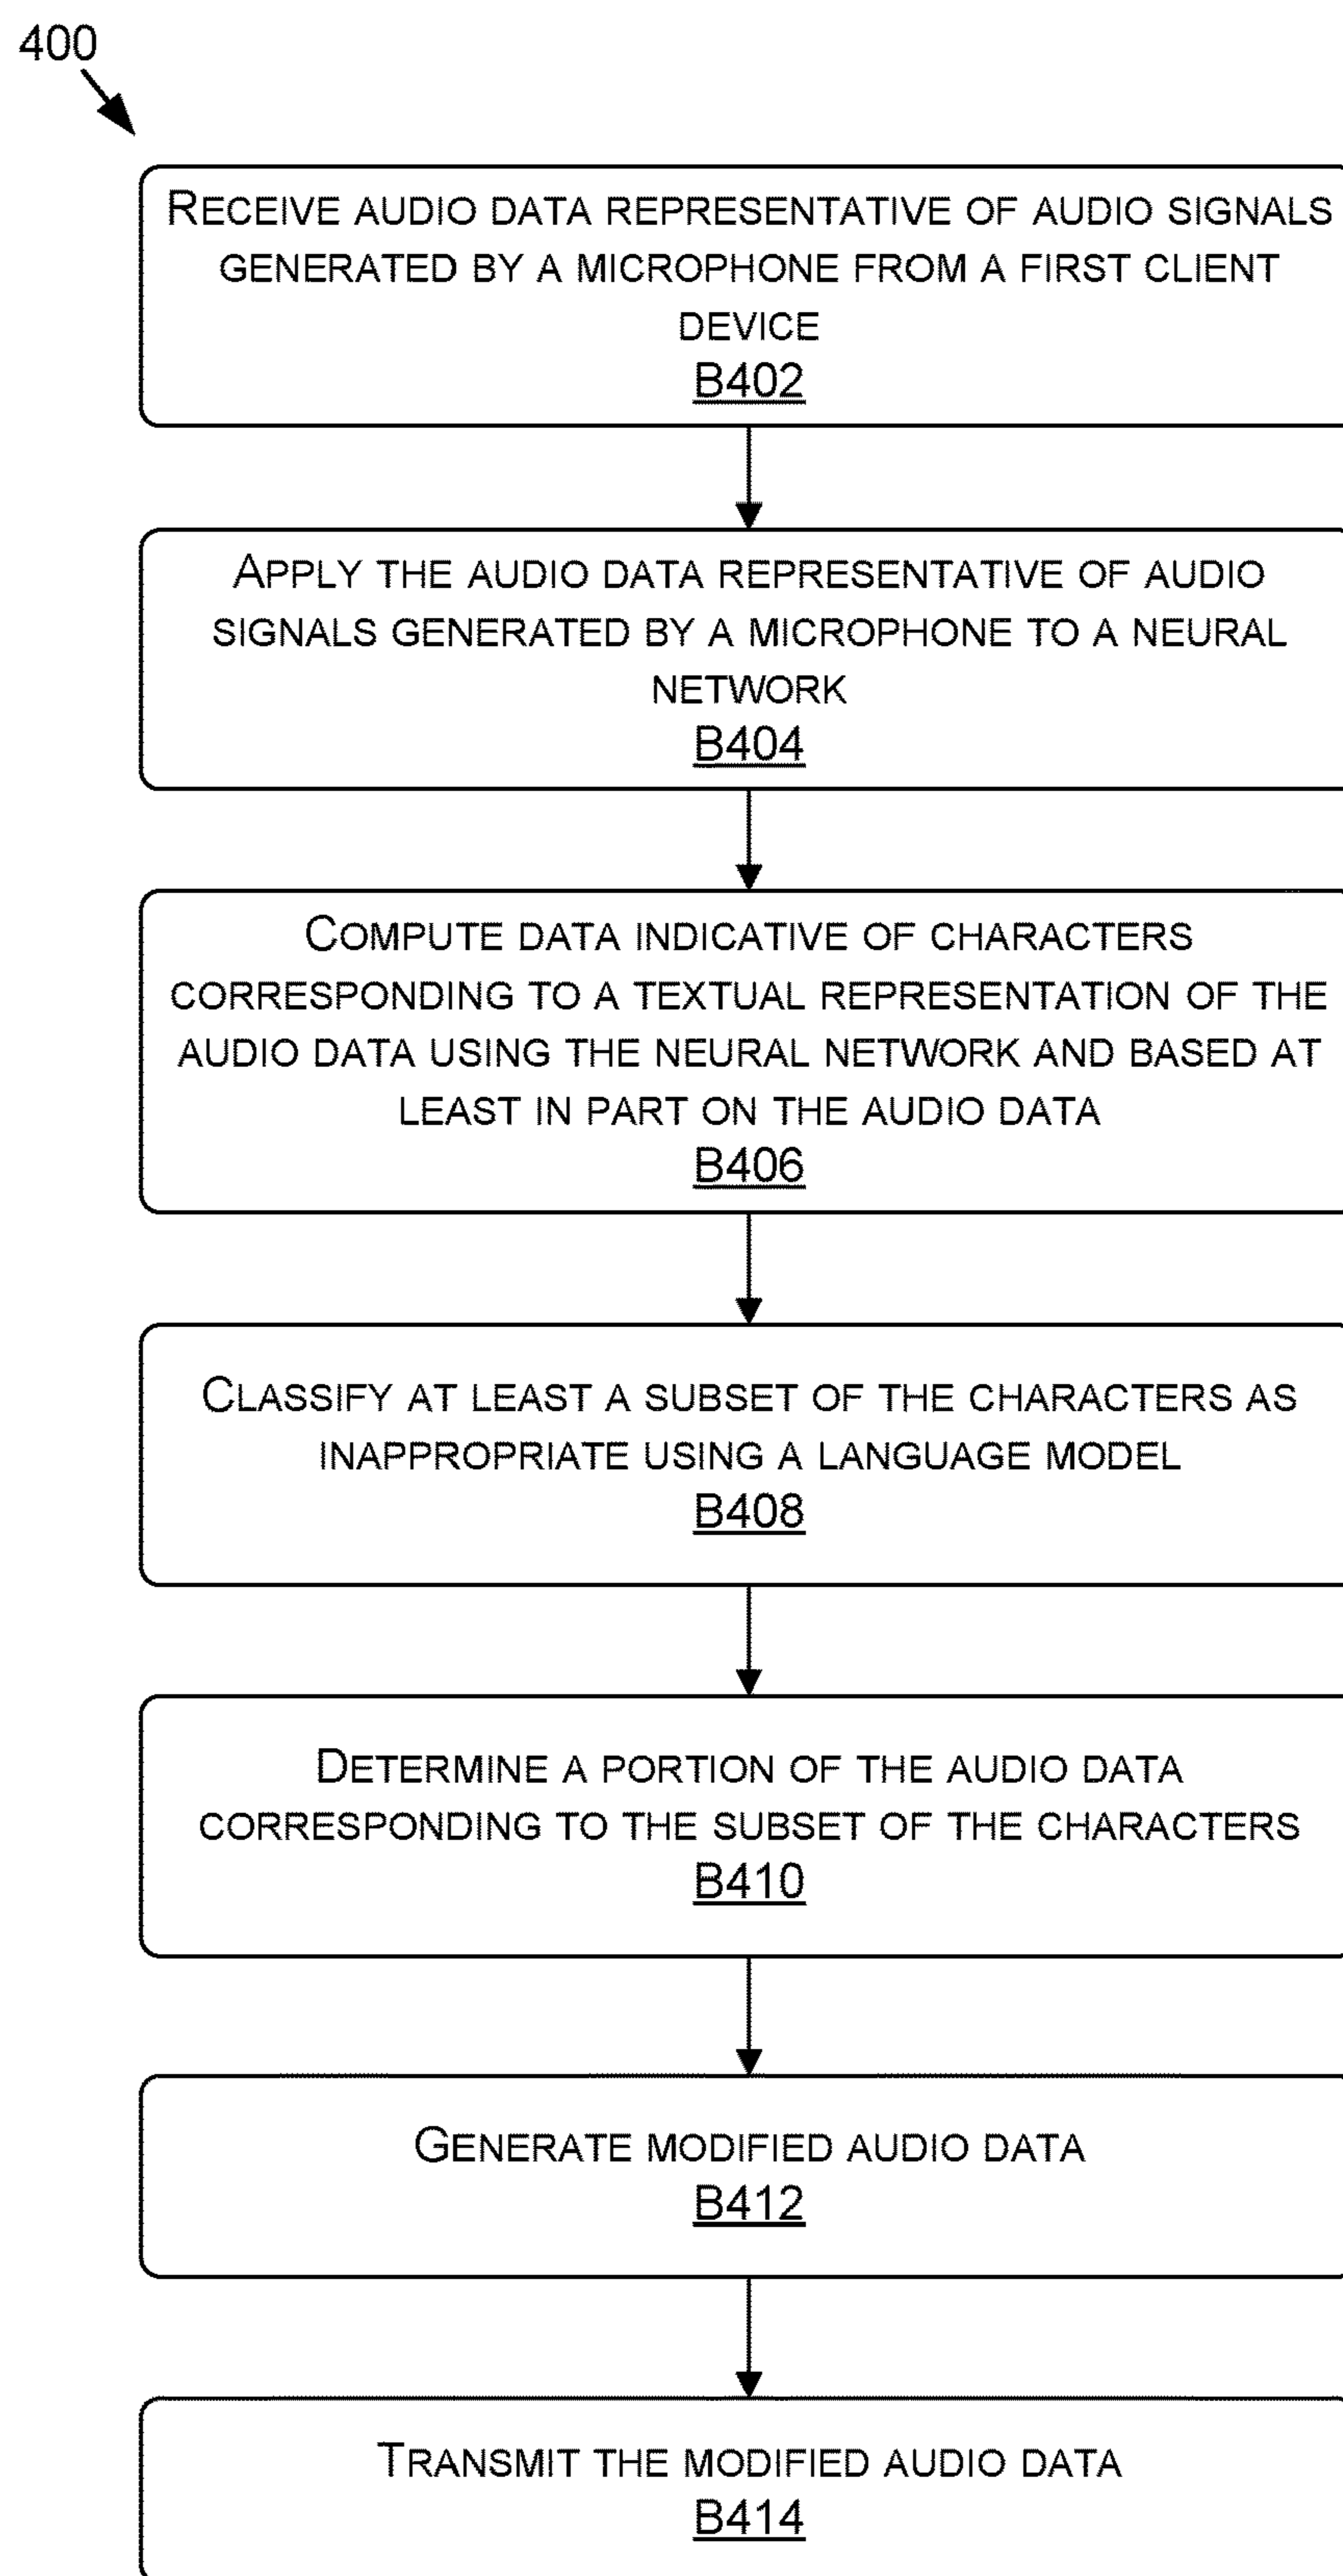 400
RECEIVE AUDIO DATA REPRESENTATIVE OF AUDIO SIGNALS
GENERATED BY A MICROPHONE FROM A FIRST CLIENT
DEVICE
B402
APPLY THE AUDIO DATA REPRESENTATIVE OF AUDIO
SIGNALS GENERATED BY A MICROPHONE TO A NEURAL
NETWORK
B404
COMPUTE DATA INDICATIVE OF CHARACTERS
CORRESPONDING TO A TEXTUAL REPRESENTATION OF THE
AUDIO DATA USING THE NEURAL NETWORK AND BASED AT
LEAST IN PART ON THE AUDIO DATA
B406
CLASSIFY AT LEAST A SUBSET OF THE CHARACTERS AS
INAPPROPRIATE USING A LANGUAGE MODEL
B408
DETERMINE A PORTION OF THE AUDIO DATA
CORRESPONDING TO THE SUBSET OF THE CHARACTERS
B410
GENERATE MODIFIED AUDIO DATA
B412
TRANSMIT THE MODIFIED AUDIO DATA
B414